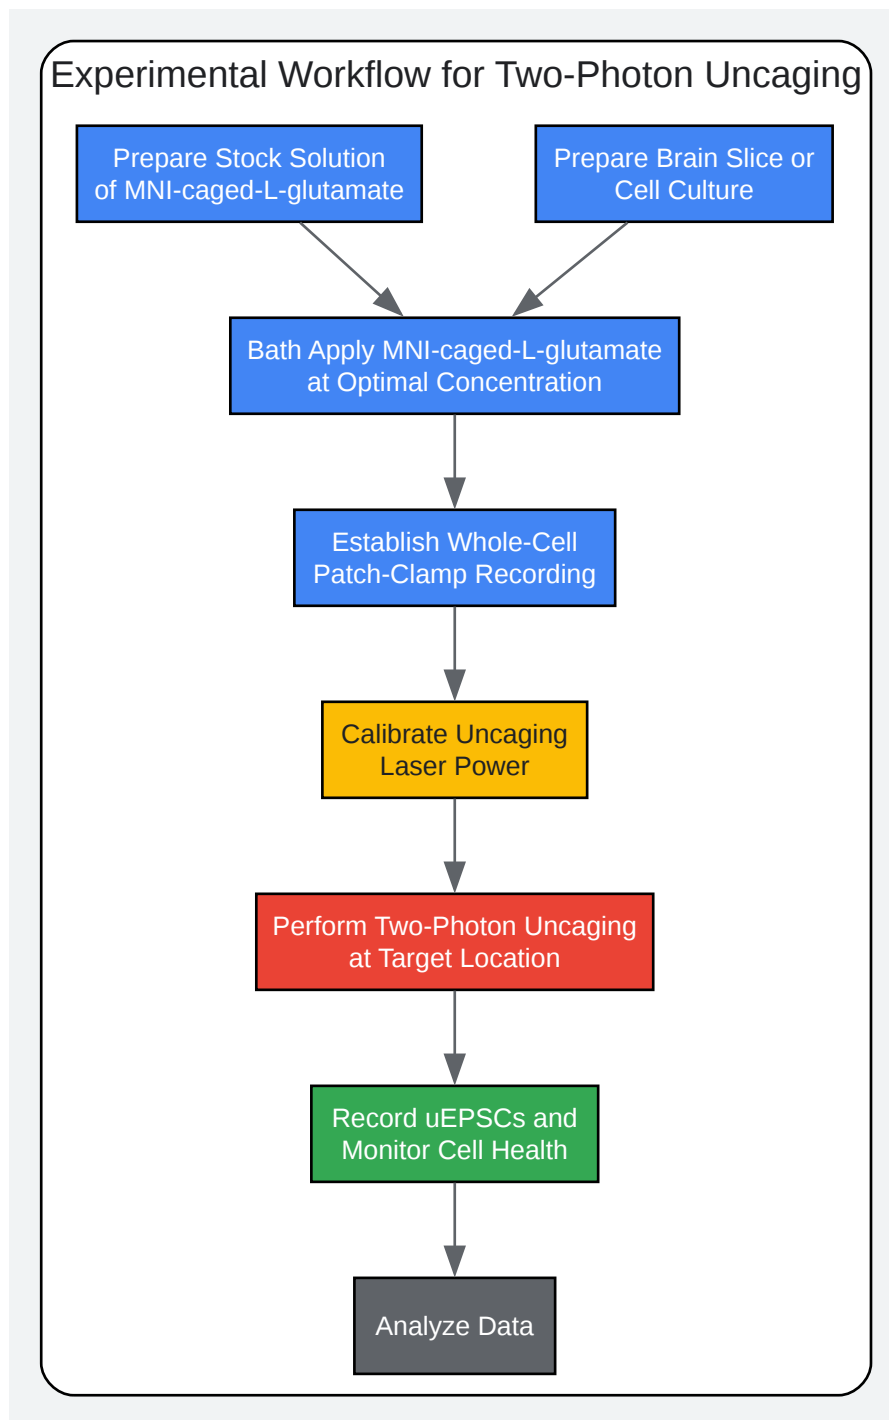 Experimental Workflow for Two-Photon Uncaging
Prepare Stock Solution
of MNI-caged-L-glutamate
Prepare Brain Slice or
Cell Culture
Bath Apply MNI-caged-L-glutamate
at Optimal Concentration
Establish Whole-Cell
Patch-Clamp Recording
Calibrate Uncaging
Laser Power
Perform Two-Photon Uncaging
at Target Location
Record uEPSCs and
Monitor Cell Health
Analyze Data